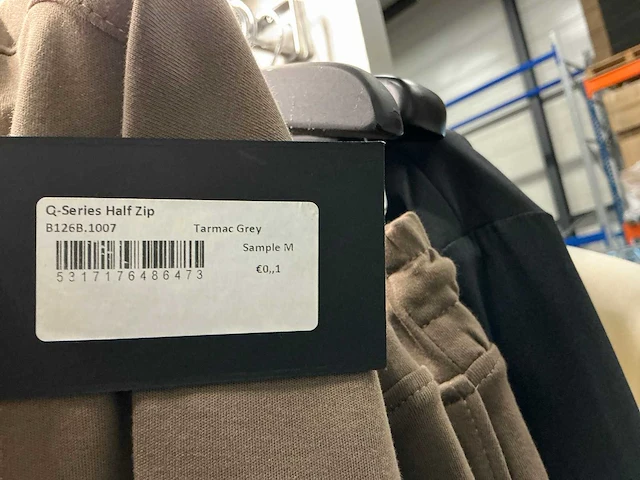 Q-Series Half Zip
B126B.1007 Tarmac Grey
Sample M
5317176486473
€0,,1